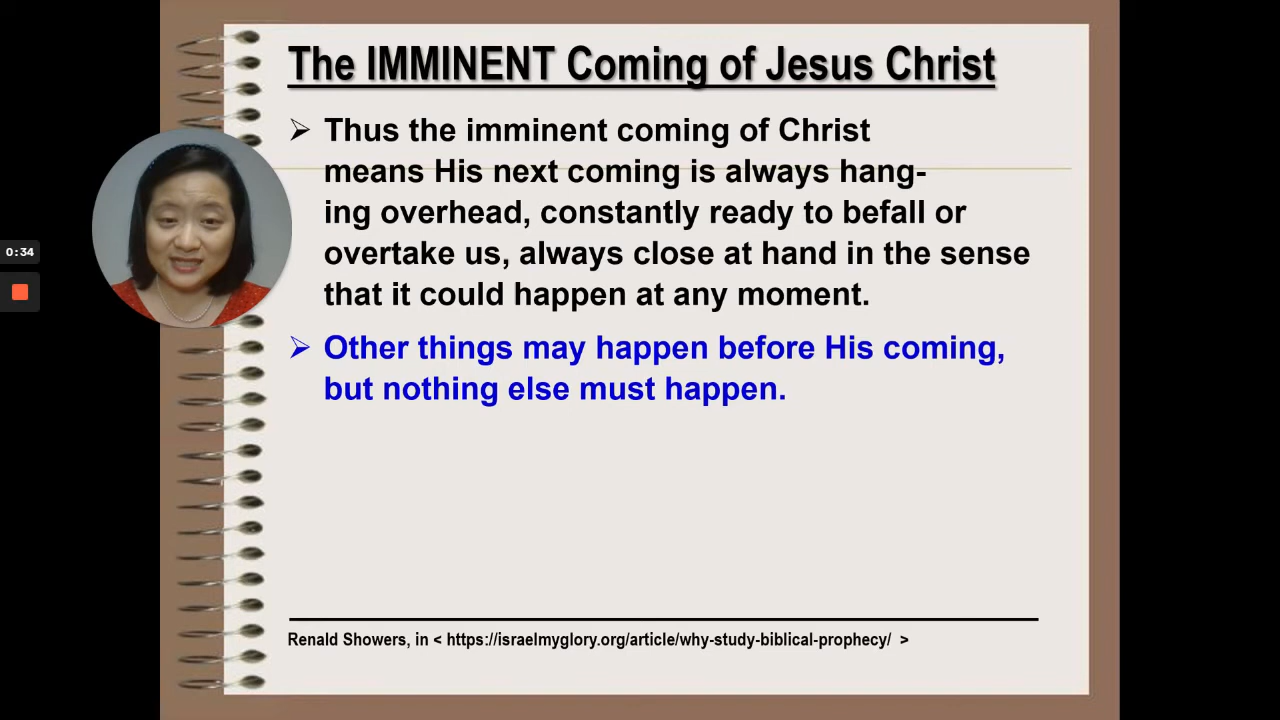 The IMMINENT Coming of Jesus Christ
Thus the imminent coming of Christ
means His next coming is always hang-
ing overhead, constantly ready to befall or
overtake us, always close at hand in the sense
that it could happen at any moment.
0:34
Other things may happen before His coming,
but nothing else must happen.
Renald Showers, in < https://israelmyglory.org/article/why-study-biblical-prophecy/ >